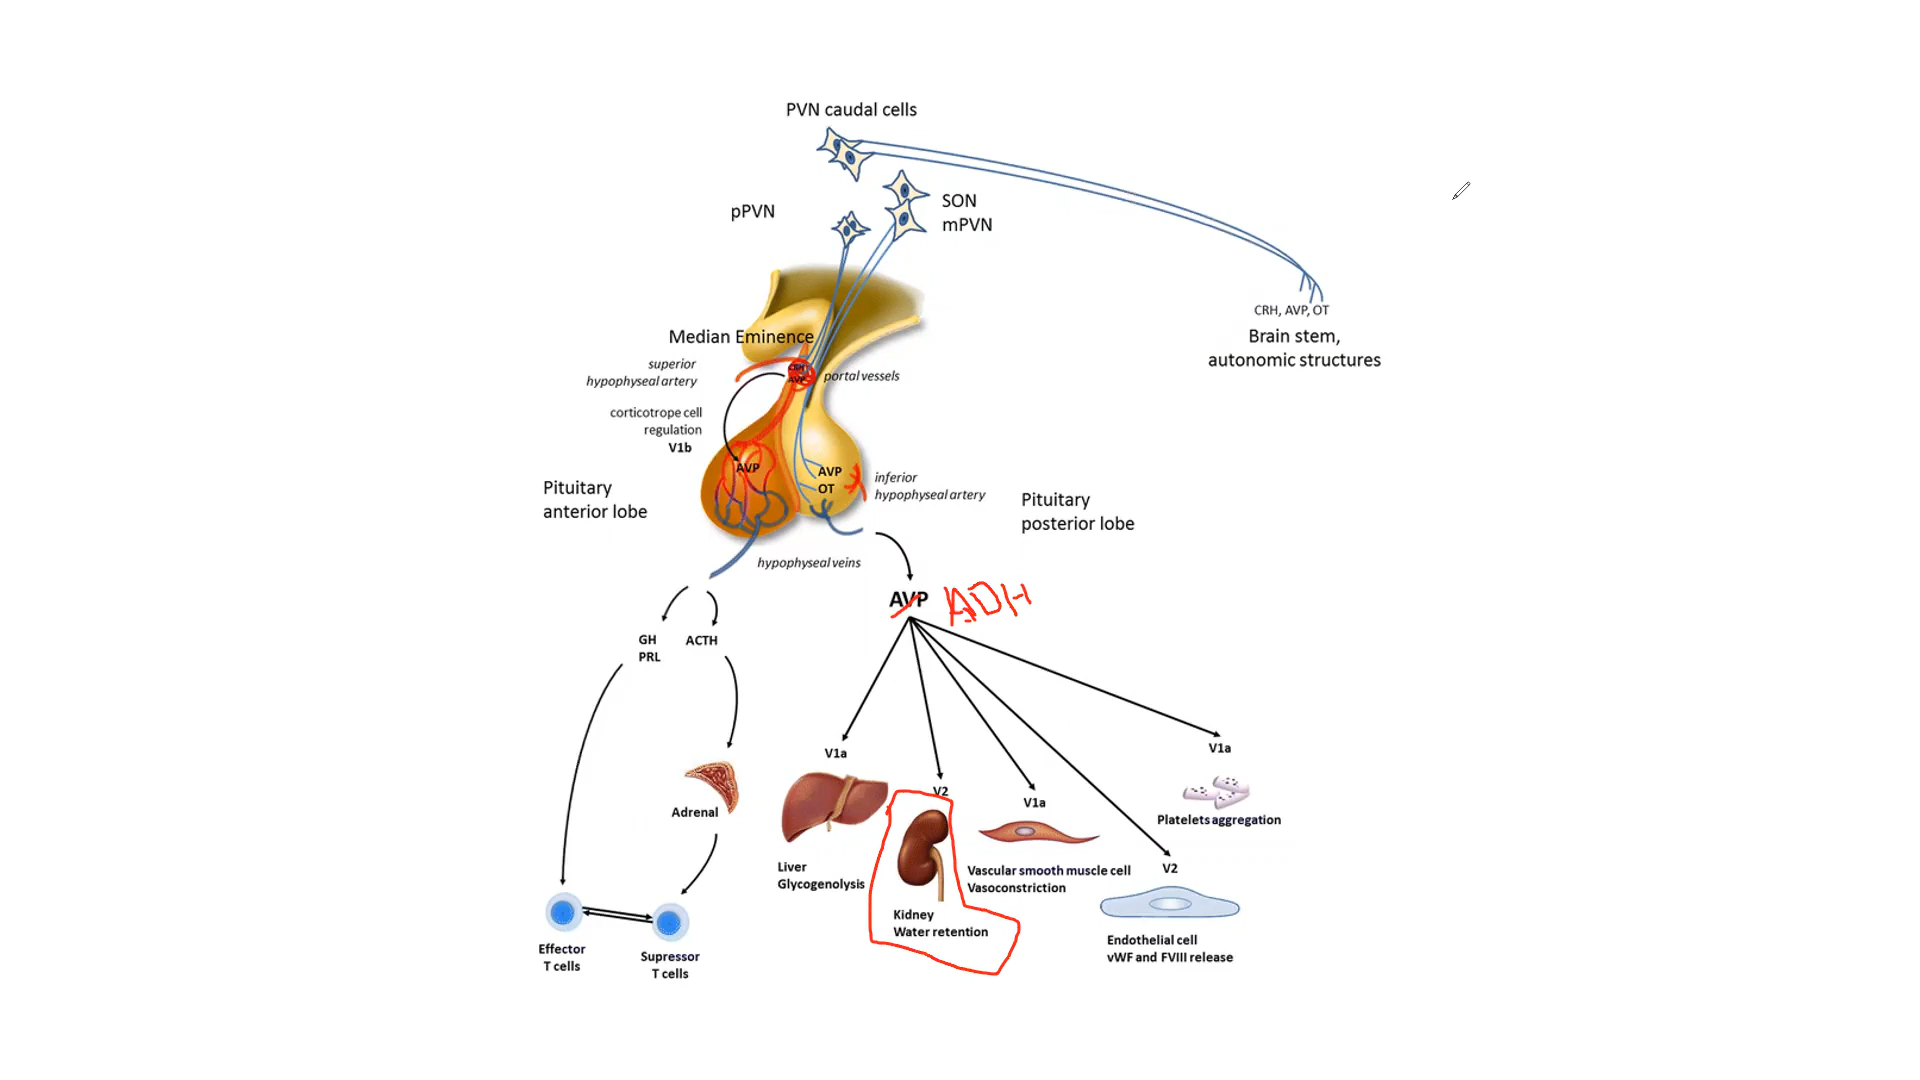 PVN caudal cells
SON
mPVN
pPVN
CRH, AVP, OT
Brain stem,
autonomic structures
Median Eminence
superior
hypophyseal artery
CRH
AVP
portal vessels
corticotrope cell
regulation
V1b
AVP
AVP
OT
inferior
hypophyseal artery
Pituitary
anterior lobe
Pituitary
posterior lobe
hypophyseal veins
AVP ADH
GH
PRL
ACTH
V1a
V2
V1a
V1a
V2
Adrenal
Platelets aggregation
Liver
Glycogenolysis
Vascular smooth muscle cell
Vasoconstriction
Kidney
Water retention
Endothelial cell
vWF and FVIII release
Effector
T cells
Supressor
T cells